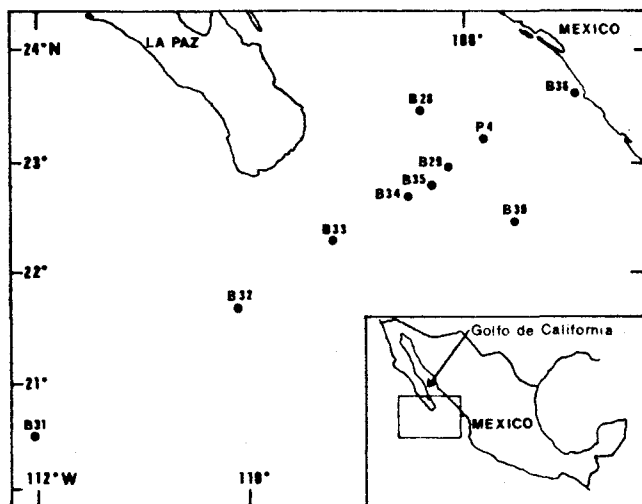 24°N
LA PAZ
108°
MEXICO
B28
B36
P4
23°
B29
B35
B34
B39
B33
22°
B32
Golfo de California
21°
MEXICO
B31
112°W
110°